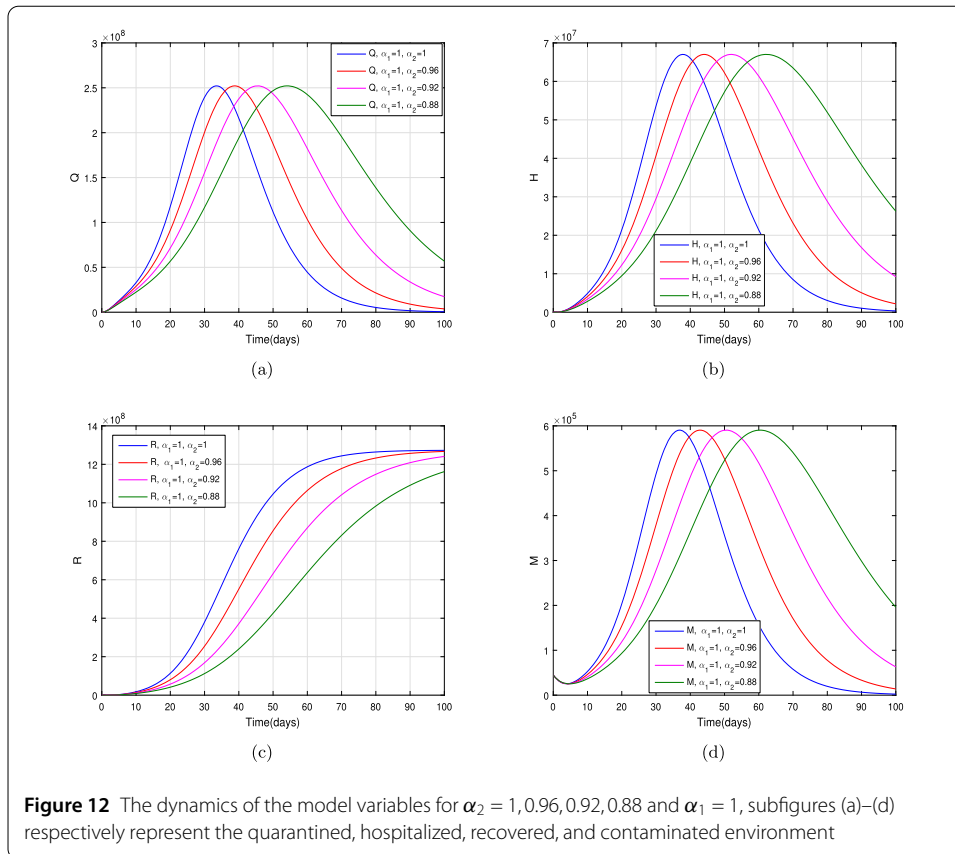 ×10⁸
3
2.5
2
1.5
1
0.5
0
Q
0 10 20 30 40 50 60 70 80 90 100
Time(days)
Q, α₁=1, α₂=1
Q, α₁=1, α₂=0.96
Q, α₁=1, α₂=0.92
Q, α₁=1, α₂=0.88
(a)
×10⁷
7
6
5
4
3
2
1
0
H
0 10 20 30 40 50 60 70 80 90 100
Time(days)
H, α₁=1, α₂=1
H, α₁=1, α₂=0.96
H, α₁=1, α₂=0.92
H, α₁=1, α₂=0.88
(b)
×10⁸
14
12
10
8
6
4
2
0
R
0 10 20 30 40 50 60 70 80 90 100
Time(days)
R, α₁=1, α₂=1
R, α₁=1, α₂=0.96
R, α₁=1, α₂=0.92
R, α₁=1, α₂=0.88
(c)
×10⁵
6
5
4
3
2
1
0
M
0 10 20 30 40 50 60 70 80 90 100
Time(days)
M, α₁=1, α₂=1
M, α₁=1, α₂=0.96
M, α₁=1, α₂=0.92
M, α₁=1, α₂=0.88
(d)
Figure 12 The dynamics of the model variables for α₂ = 1, 0.96, 0.92, 0.88 and α₁ = 1, subfigures (a)–(d)
respectively represent the quarantined, hospitalized, recovered, and contaminated environment